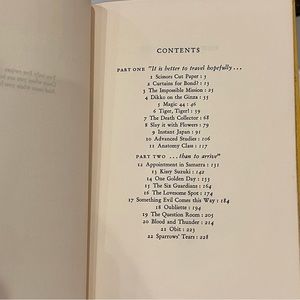 CONTENTS
PART ONE "It is better to travel hopefully...
1 Scissors Cut Paper : 3
2 Curtains for Bond? : 13
3 The Impossible Mission : 25
4 Dikko on the Ginza : 35
5 Magic 44 : 46
6 Tiger, Tiger! : 59
7 The Death Collector : 68
8 Slay it with Flowers : 79
9 Instant Japan : 91
10 Advanced Studies : 106
11 Anatomy Class : 117
PART TWO ...than to arrive"
12 Appointment in Samarra : 125
13 Kissy Suzuki : 141
14 One Golden Day : 155
15 The Six Guardians : 164
16 The Lovesome Spot : 174
17 Something Evil Comes this Way : 184
18 Oubliette : 194
19 The Question Room : 205
20 Blood and Thunder : 214
21 Obit : 223
22 Sparrows' Tears : 228